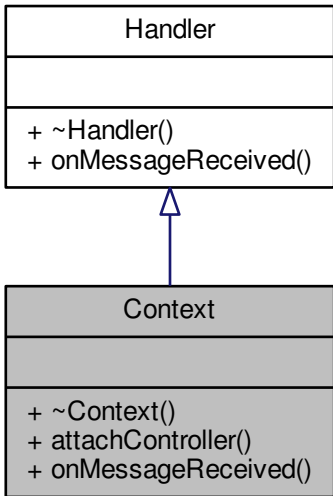 Handler
+ ~Handler()
+ onMessageReceived()
Context
+ ~Context()
+ attachController()
+ onMessageReceived()